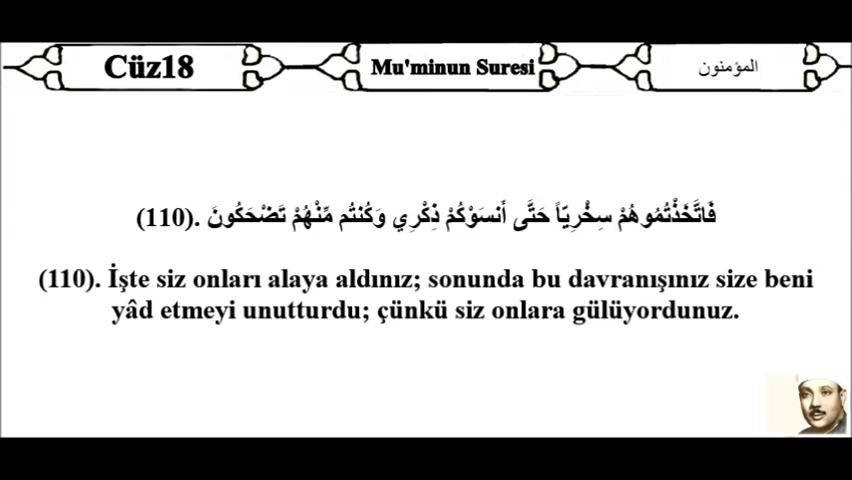 Cüz18
Mu'minun Suresi
المؤمنون
فَاتَّخَذْتُمُوهُمْ سِخْرِيّاً حَتَّى أَنسَوْكُمْ ذِكْرِي وَكُنتُم مِّنْهُمْ تَضْحَكُونَ .(110)
(110). İşte siz onları alaya aldınız; sonunda bu davranışınız size beni
yâd etmeyi unutturdu; çünkü siz onlara gülüyordunuz.